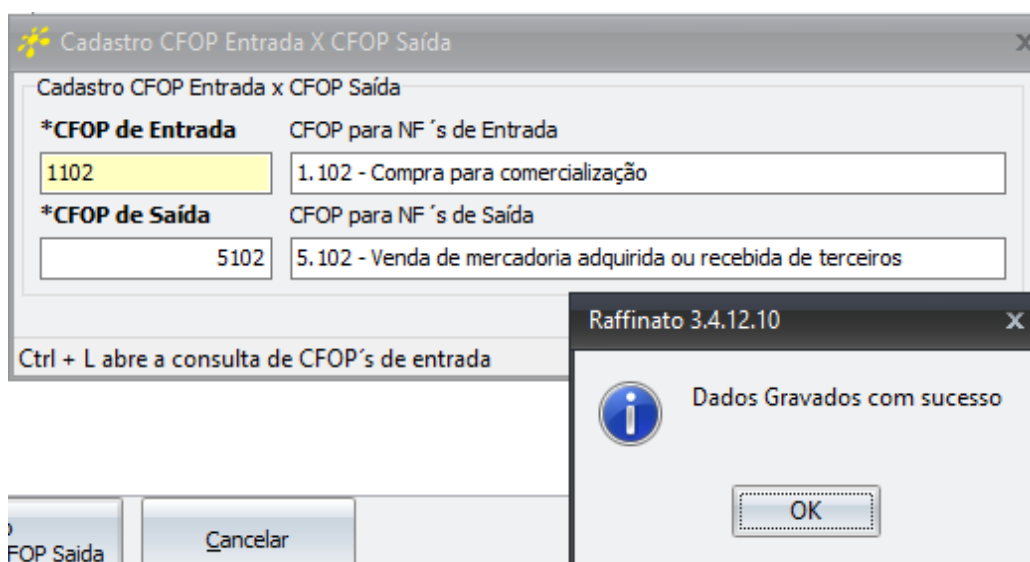 Cadastro CFOP Entrada X CFOP Saída
x
Cadastro CFOP Entrada x CFOP Saída
*CFOP de Entrada CFOP para NF ´s de Entrada
1102 1.102 - Compra para comercialização
*CFOP de Saída CFOP para NF ´s de Saída
5102 5.102 - Venda de mercadoria adquirida ou recebida de terceiros
Ctrl + L abre a consulta de CFOP´s de entrada
Raffinato 3.4.12.10 x
Dados Gravados com sucesso
OK
FOP Saida
Cancelar